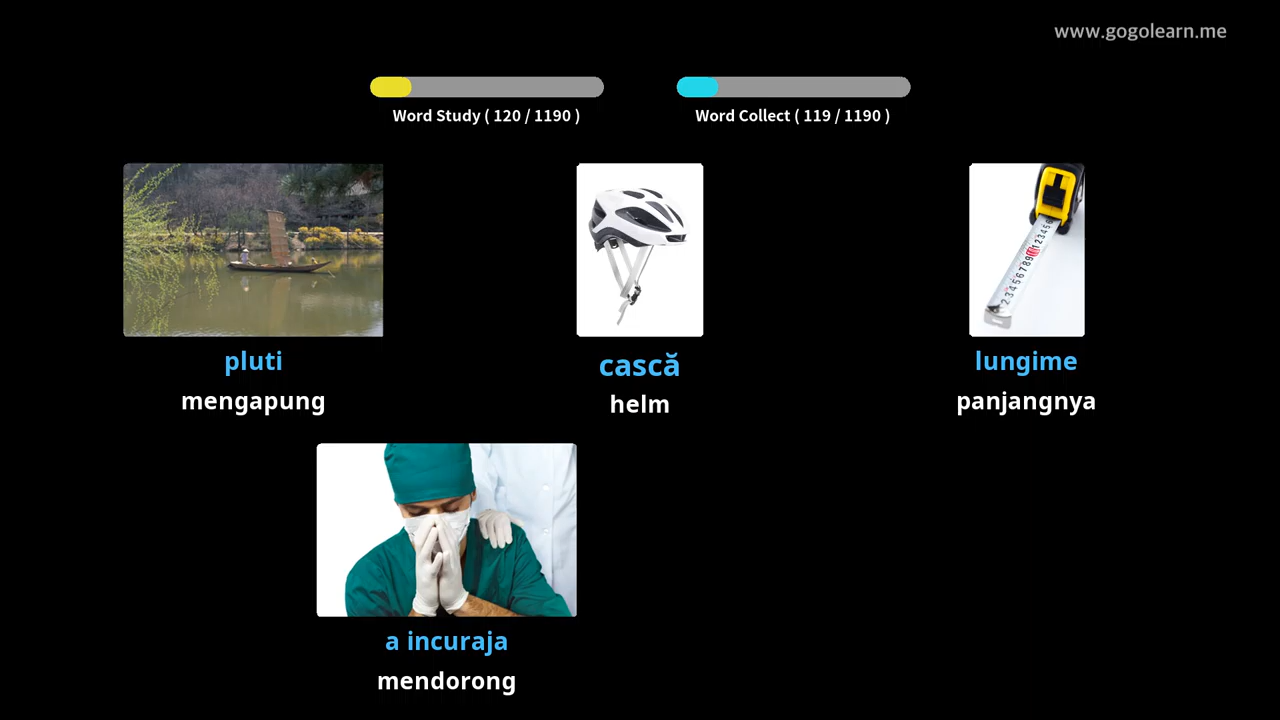 www.gogolearn.me
Word Study ( 120 / 1190 )
Word Collect ( 119 / 1190 )
pluti
mengapung
cască
helm
lungime
panjangnya
a incuraja
mendorong